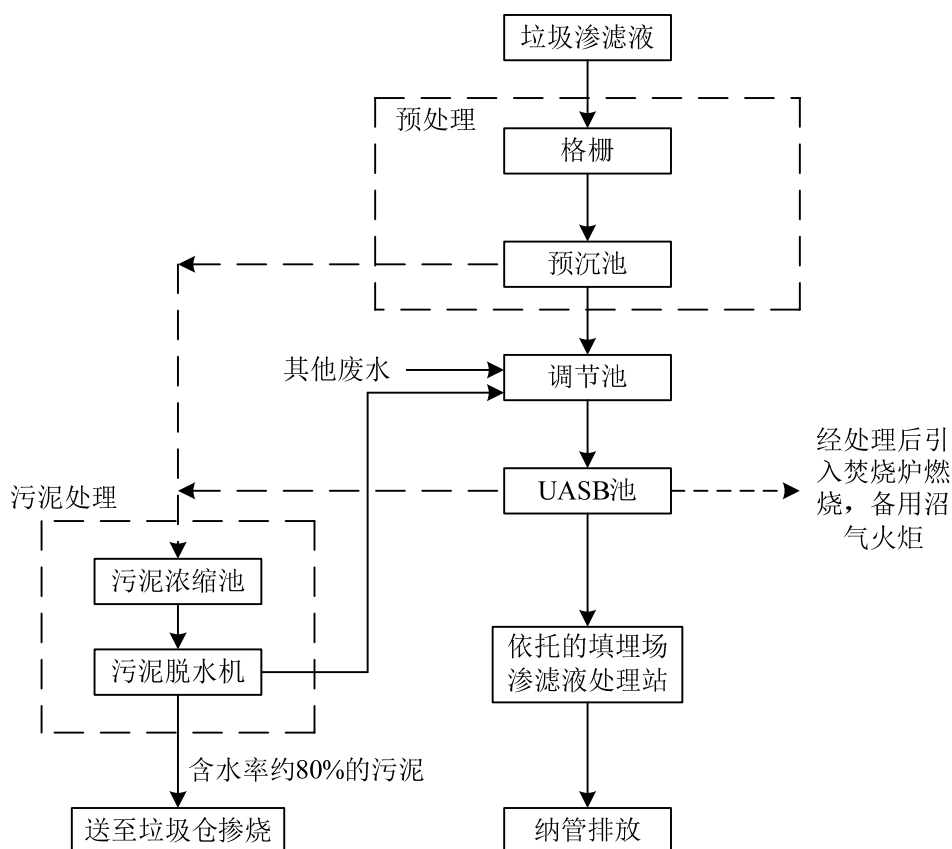 垃圾渗滤液
预处理
格栅
预沉池
其他废水
调节池
经处理后引
入焚烧炉燃
烧，备用沼
气火炬
UASB池
污泥处理
污泥浓缩池
依托的填埋场
渗滤液处理站
污泥脱水机
含水率约80%的污泥
送至垃圾仓掺烧
纳管排放